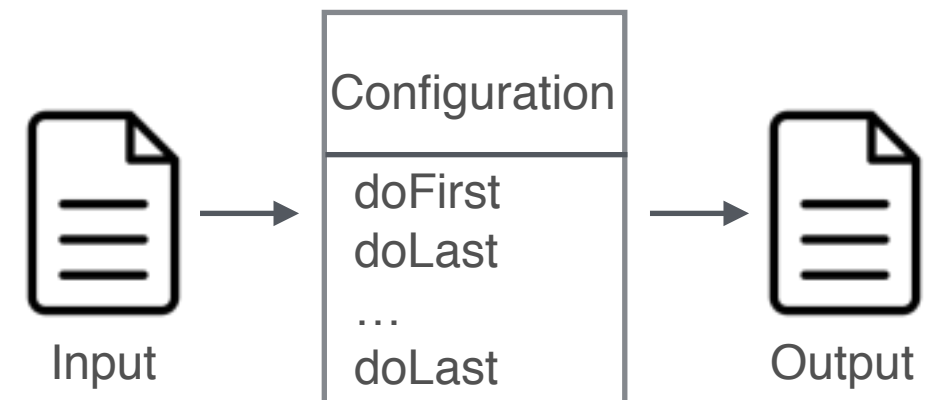 Configuration
doFirst
doLast
…
doLast
Input
Output